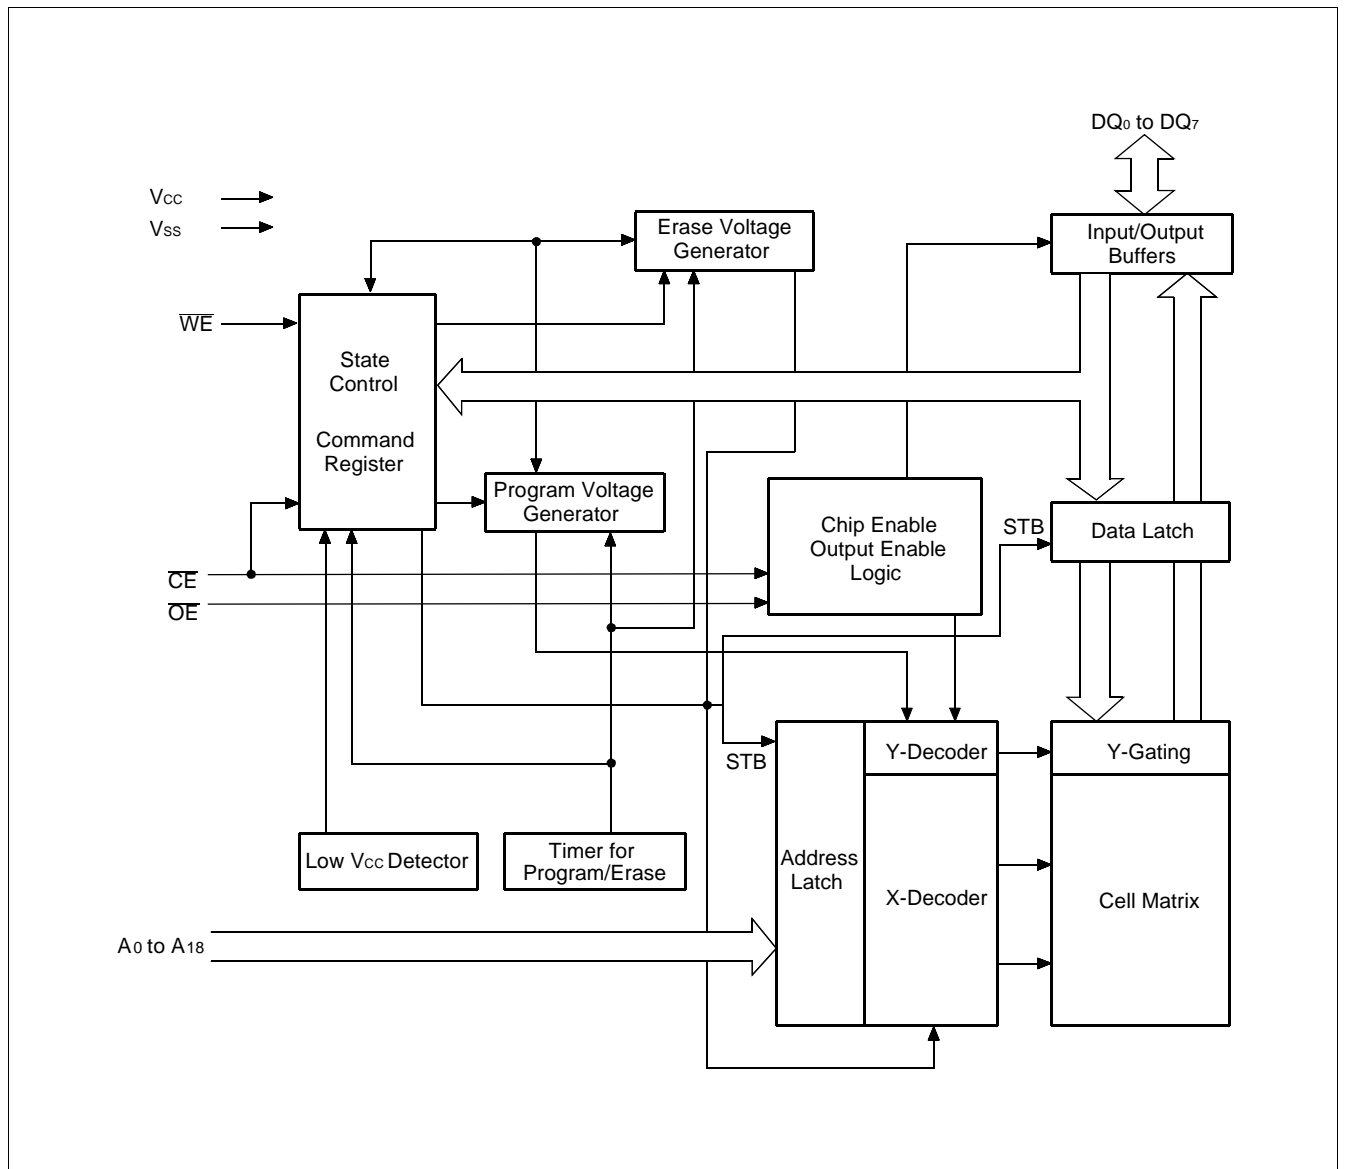 DQ0 to DQ7
VCC
VSS
Erase Voltage
Generator
Input/Output
Buffers
WE
State
Control
Command
Register
Program Voltage
Generator
Chip Enable
Output Enable
Logic
STB
Data Latch
CE
OE
STB
Y-Decoder
Y-Gating
Low VCC Detector
Timer for
Program/Erase
Address
Latch
X-Decoder
Cell Matrix
A0 to A18